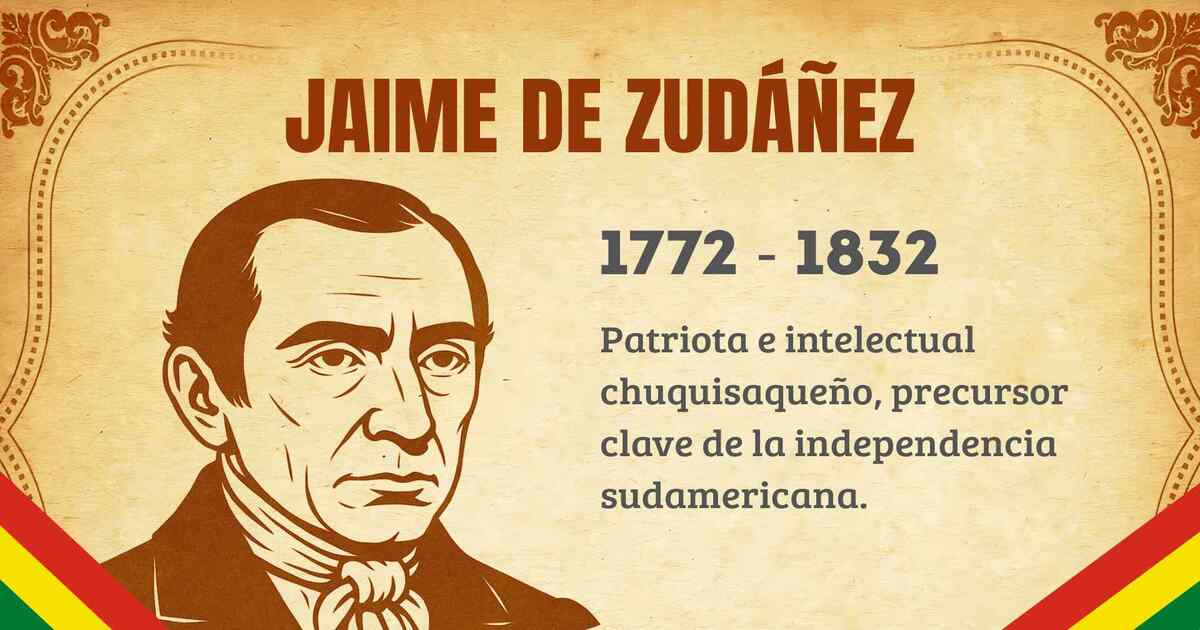 JAIME DE ZUDÁÑEZ
1772 - 1832
Patriota e intelectual
chuquisaqueño, precursor
clave de la independencia
sudamericana.